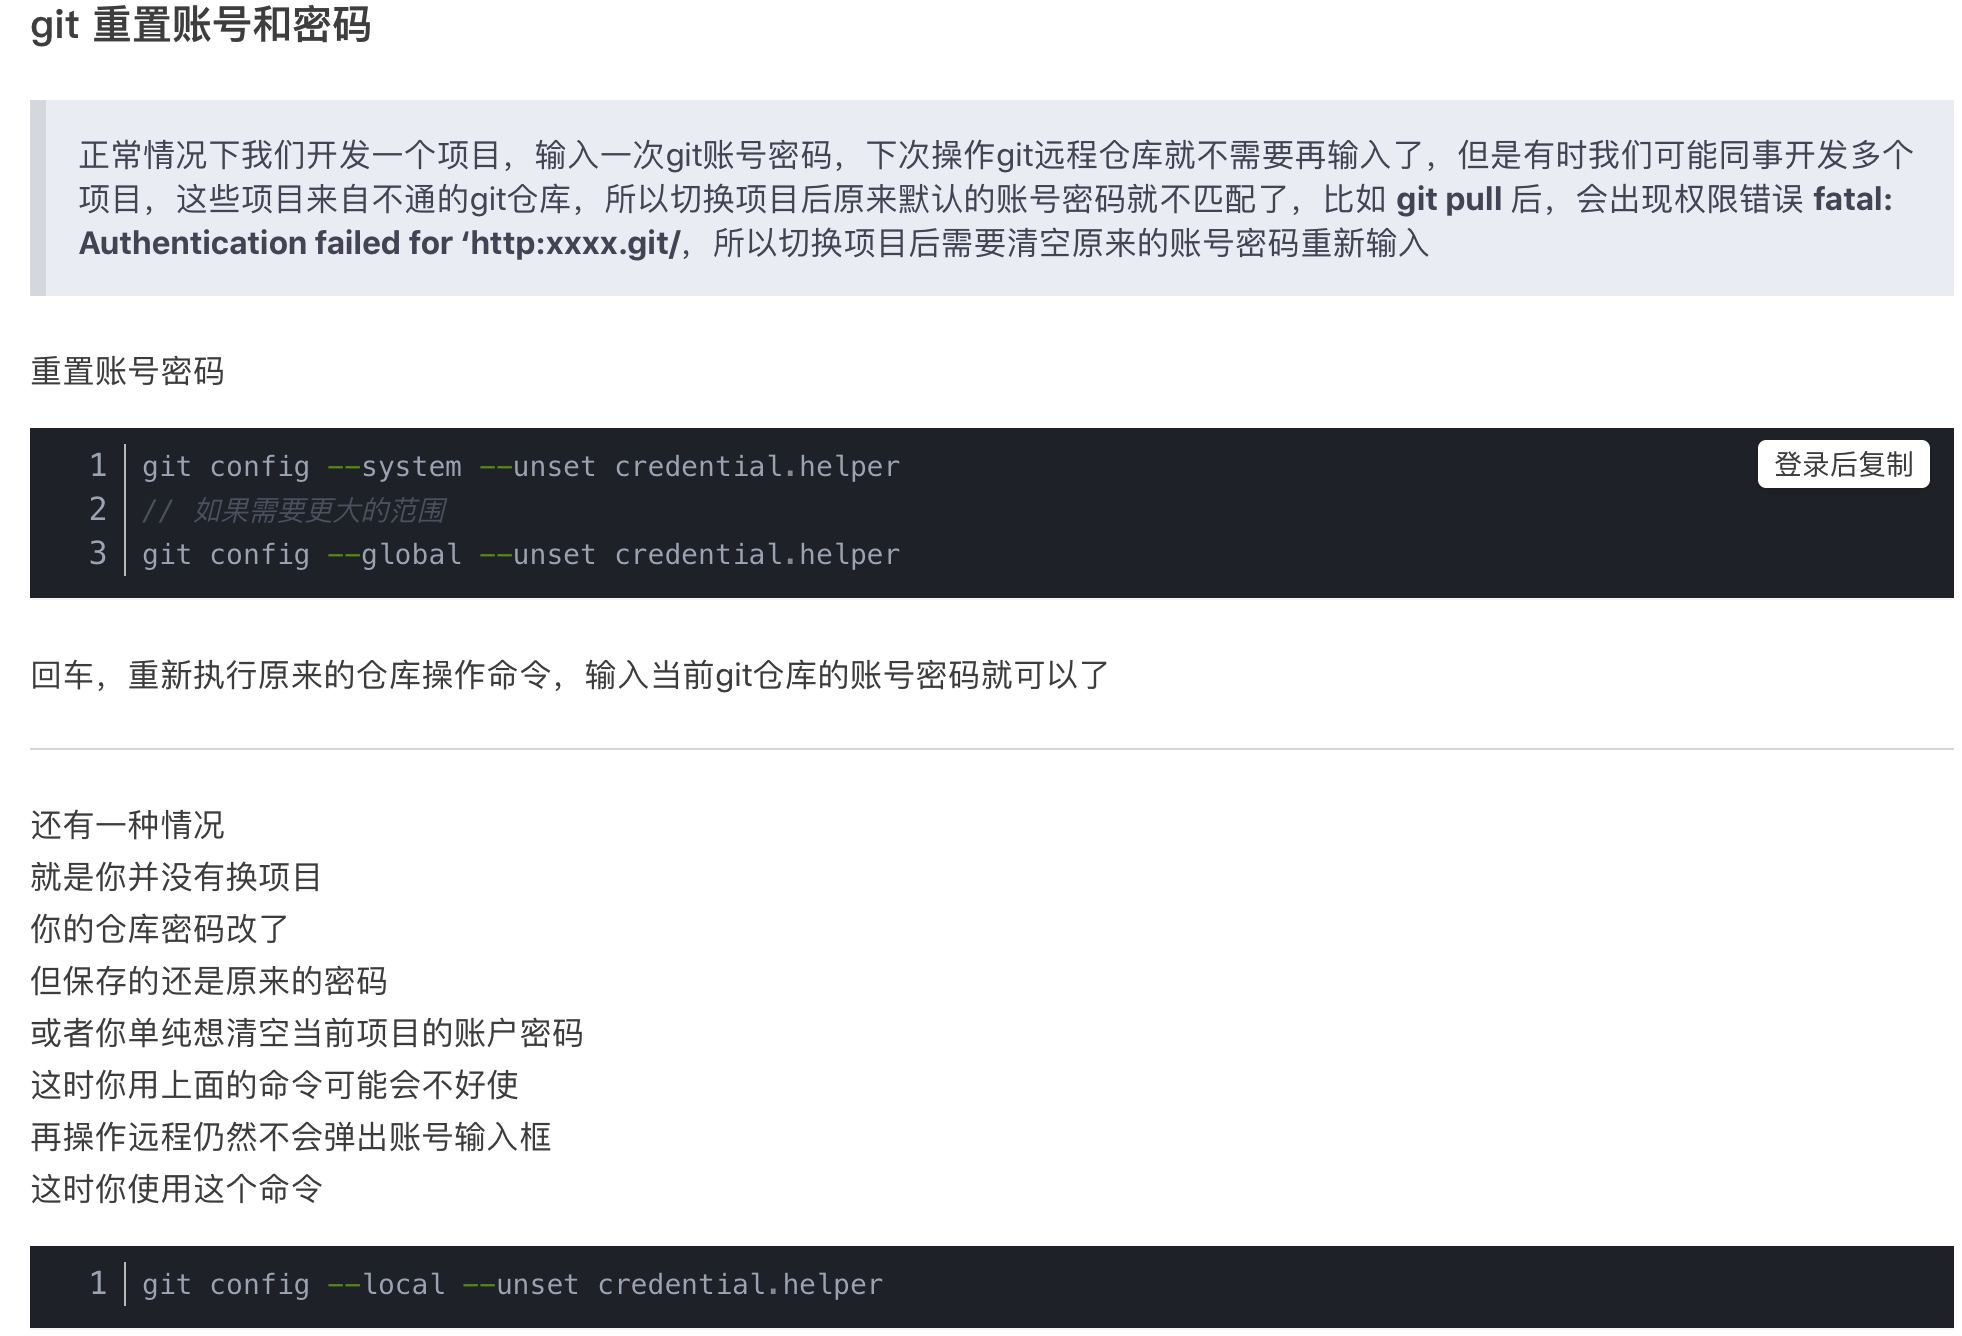 git 重置账号和密码
正常情况下我们开发一个项目，输入一次git账号密码，下次操作git远程仓库就不需要再输入了，但是有时我们可能同事开发多个
项目，这些项目来自不通的git仓库，所以切换项目后原来默认的账号密码就不匹配了，比如 git pull 后，会出现权限错误 fatal:
Authentication failed for ‘http:xxxx.git/，所以切换项目后需要清空原来的账号密码重新输入
重置账号密码
1 git config --system --unset credential.helper
登录后复制
2 // 如果需要更大的范围
3 git config --global --unset credential.helper
回车，重新执行原来的仓库操作命令，输入当前git仓库的账号密码就可以了
还有一种情况
就是你并没有换项目
你的仓库密码改了
但保存的还是原来的密码
或者你单纯想清空当前项目的账户密码
这时你用上面的命令可能会不好使
再操作远程仍然不会弹出账号输入框
这时你使用这个命令
1 git config --local --unset credential.helper